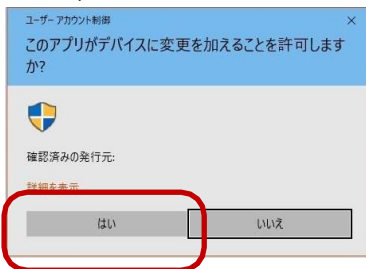 ユーザー アカウント制御
×
このアプリがデバイスに変更を加えることを許可します
か?
確認済みの発行元:
詳細を表示
はい
いいえ